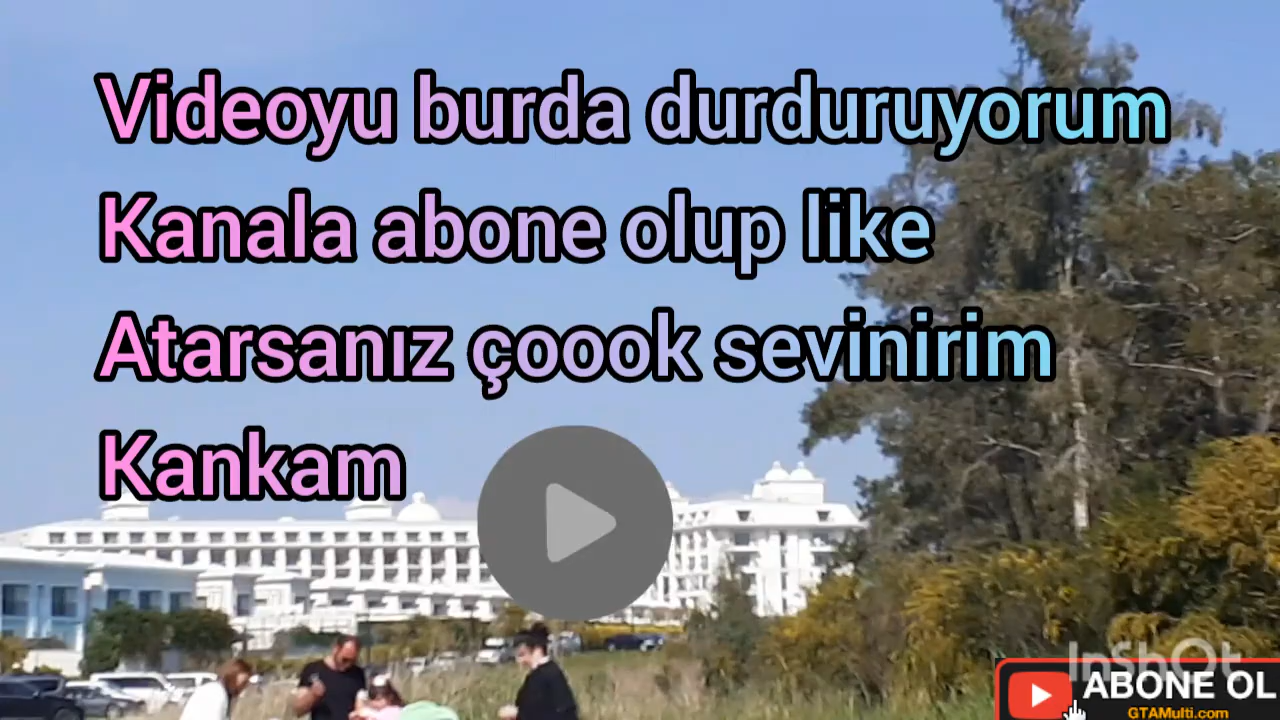 Videoyu burda durduruyorum
Kanala abone olup like
Atarsanız çoook sevinirim
Kankam
InShOt
ABONE OL
GTAMulti.com